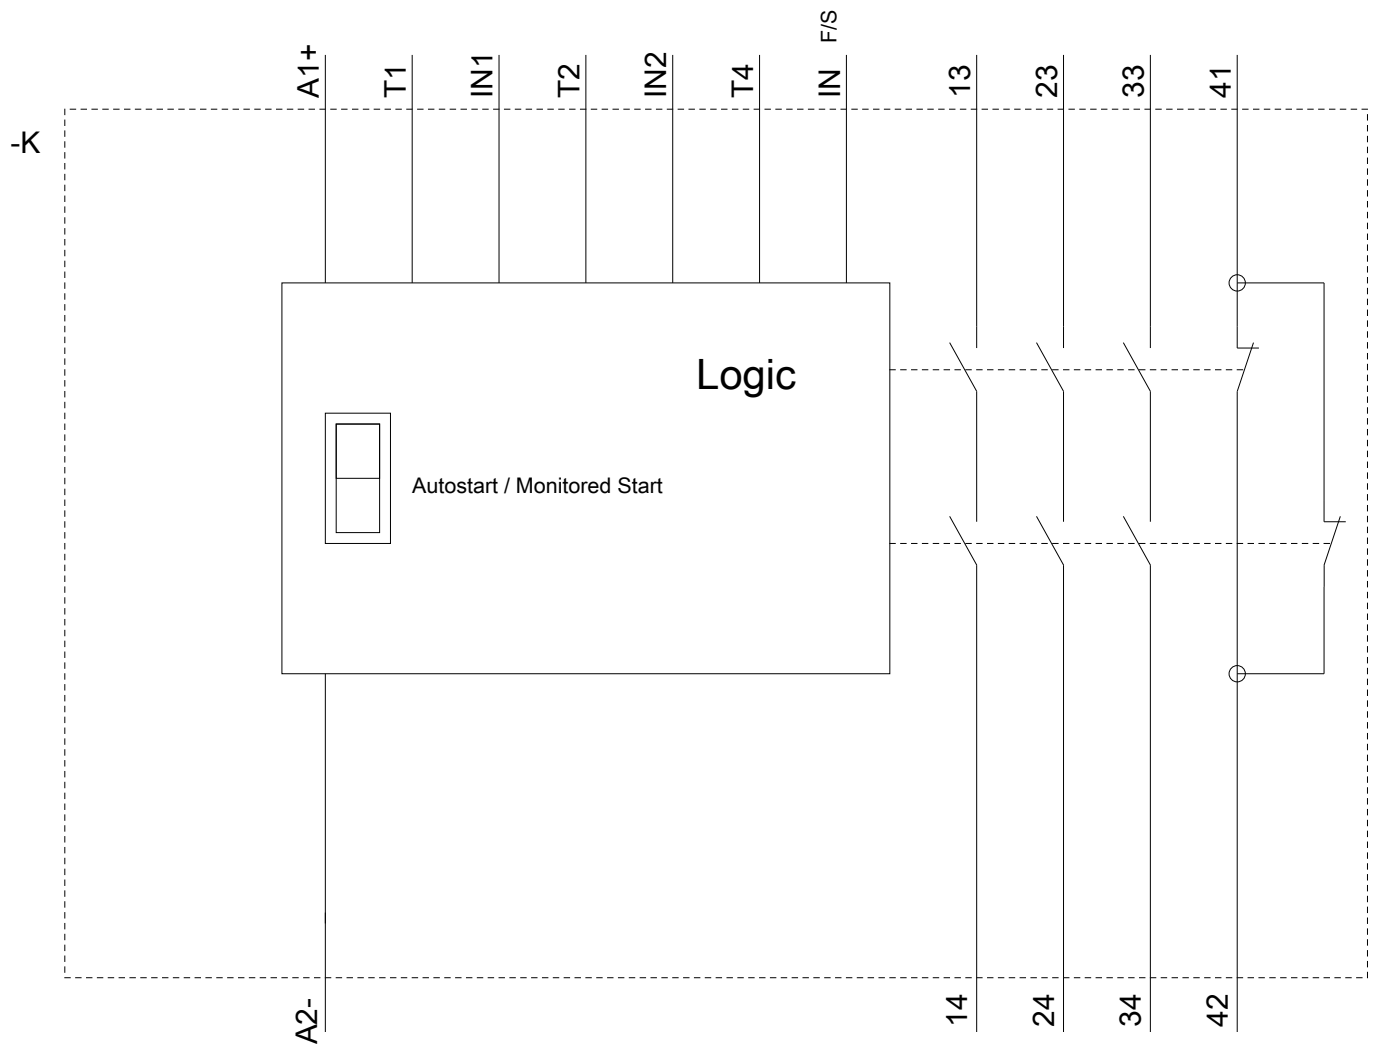 F/S
A1+
T1
IN1
T2
IN2
T4
IN
13
23
33
41
-K
Logic
Autostart / Monitored Start
A2-
14
24
34
42